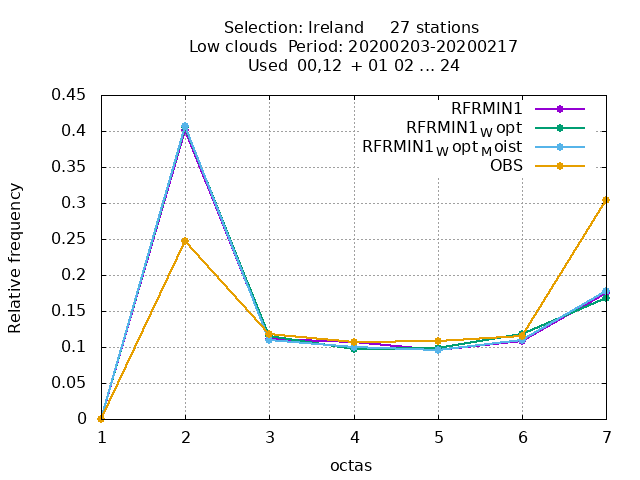 Selection: Ireland     27 stations
Low clouds  Period: 20200203-20200217
Used  00,12  + 01 02 ... 24
0.45
0.4
0.35
0.3
0.25
0.2
0.15
0.1
0.05
0
Relative frequency
RFRMIN1
RFRMIN1_W opt
RFRMIN1_W opt_M oist
OBS
1 2 3 4 5 6 7
octas